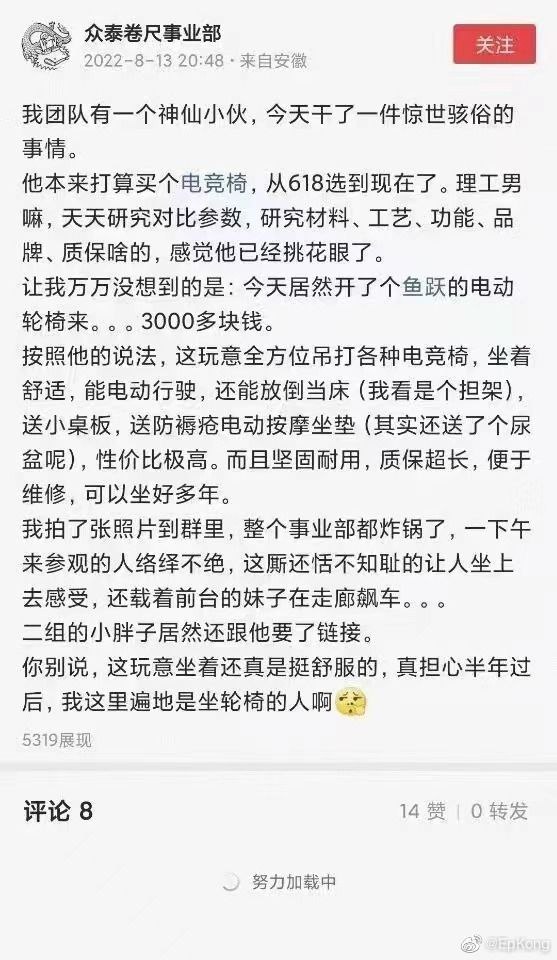 众泰卷尺事业部
关注
2022-8-13 20:48 · 来自安徽
我团队有一个神仙小伙，今天干了一件惊世骇俗的
事情。
他本来打算买个电竞椅，从618选到现在了。理工男
嘛，天天研究对比参数，研究材料、工艺、功能、品
牌、质保啥的，感觉他已经挑花眼了。
让我万万没想到的是：今天居然开了个鱼跃的电动
轮椅来。。。3000多块钱。
按照他的说法，这玩意全方位吊打各种电竞椅，坐着
舒适，能电动行驶，还能放倒当床（我看是个担架），
送小桌板，送防褥疮电动按摩坐垫（其实还送了个尿
盆呢），性价比极高。而且坚固耐用，质保超长，便于
维修，可以坐好多年。
我拍了张照片到群里，整个事业部都炸锅了，一下午
来参观的人络绎不绝，这厮还恬不知耻的让人坐上
去感受，还载着前台的妹子在走廊飙车。。。
二组的小胖子居然还跟他要了链接。
你别说，这玩意坐着还真是挺舒服的，真担心半年过
后，我这里遍地是坐轮椅的人啊
5319展现
评论 8
14 赞 | 0 转发
努力加载中
@EpKong